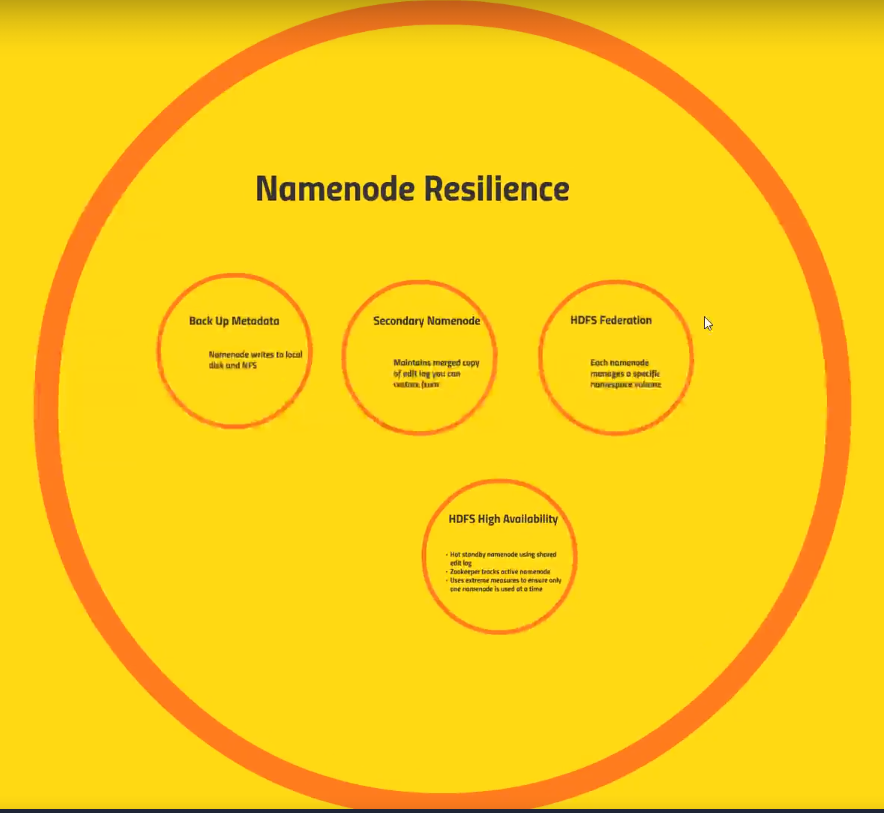 Namenode Resilience
Back Up Metadata
Namenode writes to local
disk and NFS
Secondary Namenode
Maintains merged copy
of edit log you can
restore from
HDFS Federation
Each namenode
manages a specific
namespace volume
HDFS High Availability
• Hot standby namenode using shared
edit log
• Zookeeper tracks active namenode
• Uses extreme measures to ensure only
one namenode is used at a time